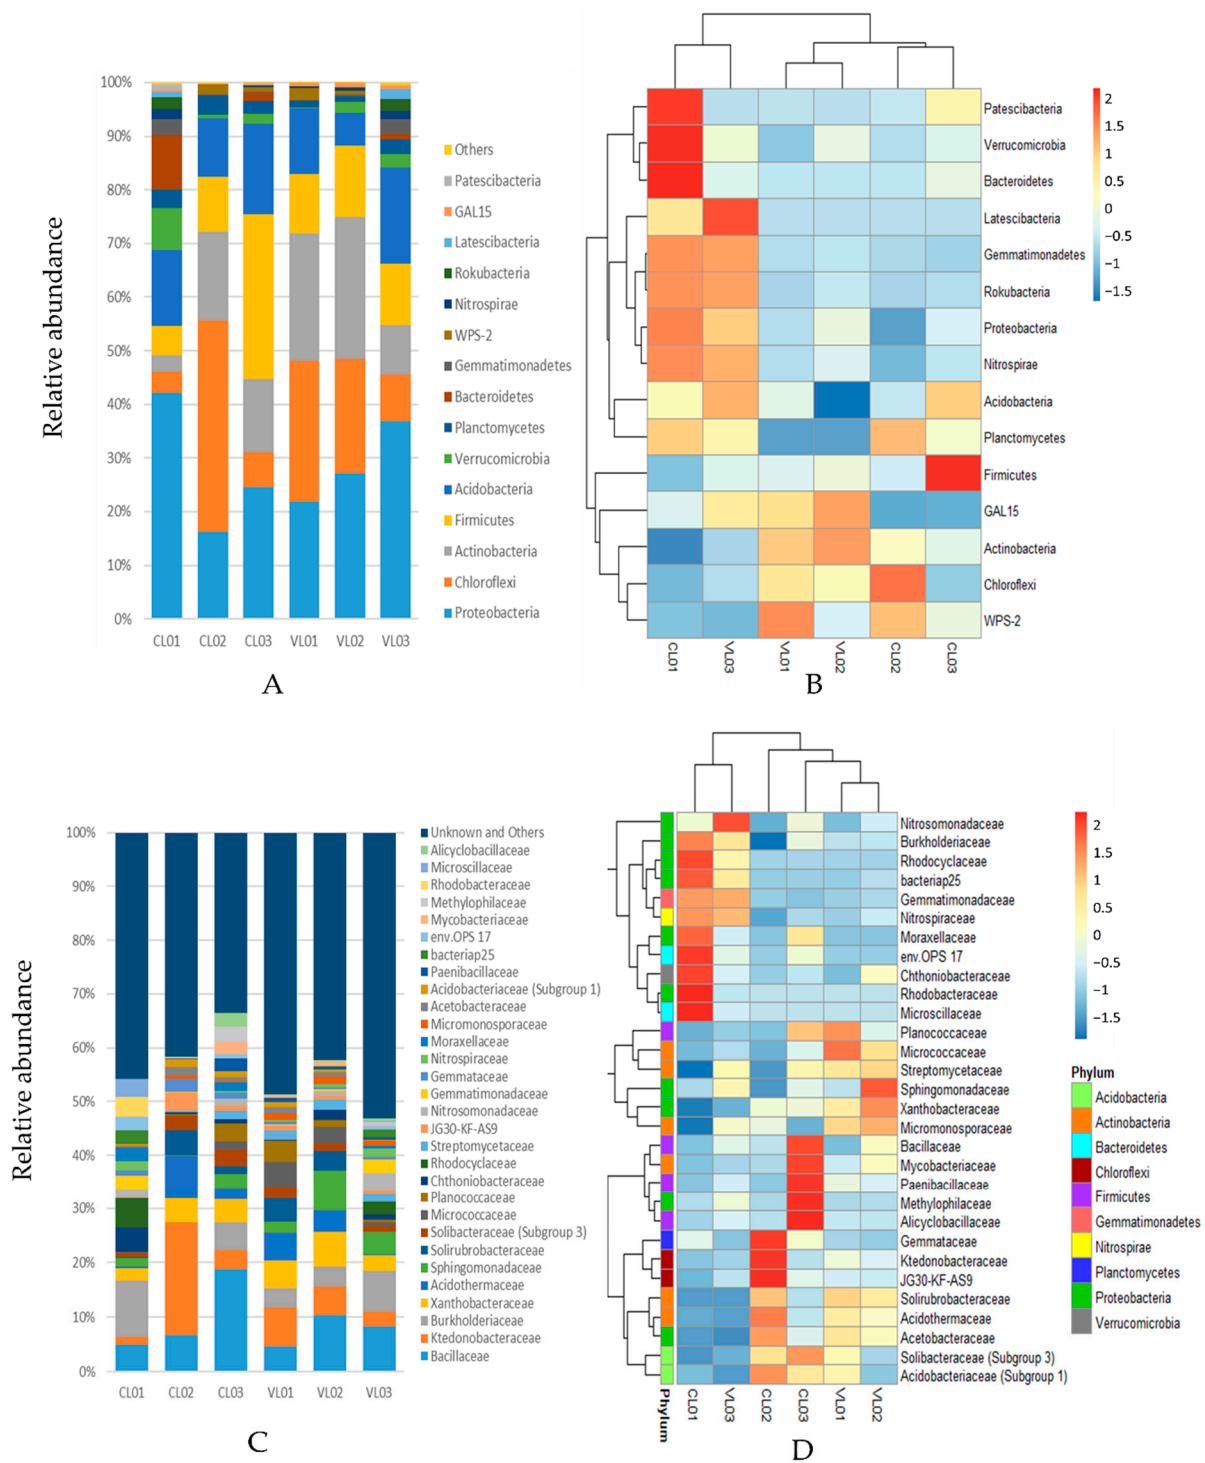 Relative abundance
100%
90%
80%
70%
60%
50%
40%
30%
20%
10%
0%
CL01
CL02
CL03
VL01
VL02
VL03
Others
Patescibacteria
GAL15
Latescibacteria
Rokubacteria
Nitrospirae
WPS-2
Gemmatimonadetes
Bacteroidetes
Planctomycetes
Verrucomicrobia
Acidobacteria
Firmicutes
Actinobacteria
Chloroflexi
Proteobacteria
A
Patescibacteria
Verrucomicrobia
Bacteroidetes
Latescibacteria
Gemmatimonadetes
Rokubacteria
Proteobacteria
Nitrospirae
Acidobacteria
Planctomycetes
Firmicutes
GAL15
Actinobacteria
Chloroflexi
WPS-2
CL01
VL03
VL01
VL02
CL02
CL03
2
1.5
1
0.5
0
−0.5
−1
−1.5
B
Relative abundance
100%
90%
80%
70%
60%
50%
40%
30%
20%
10%
0%
CL01
CL02
CL03
VL01
VL02
VL03
Unknown and Others
Alicyclobacillaceae
Microscillaceae
Rhodobacteraceae
Methylophilaceae
Mycobacteriaceae
env.OPS 17
bacteriap25
Paenibacillaceae
Acidobacteriaceae (Subgroup 1)
Acetobacteraceae
Micromonosporaceae
Moraxellaceae
Nitrospiraceae
Gemmataceae
Gemmatimonadaceae
Nitrosomonadaceae
JG30-KF-AS9
Streptomycetaceae
Rhodocyclaceae
Chthoniobacteraceae
Planococcaceae
Micrococcaceae
Solibacteraceae (Subgroup 3)
Solirubrobacteraceae
Sphingomonadaceae
Acidothermaceae
Xanthobacteraceae
Burkholderiaceae
Ktedonobacteraceae
Bacillaceae
C
Nitrosomonadaceae
Burkholderiaceae
Rhodocyclaceae
bacteriap25
Gemmatimonadaceae
Nitrospiraceae
Moraxellaceae
env.OPS 17
Chthoniobacteraceae
Rhodobacteraceae
Microscillaceae
Planococcaceae
Micrococcaceae
Streptomycetaceae
Sphingomonadaceae
Xanthobacteraceae
Micromonosporaceae
Bacillaceae
Mycobacteriaceae
Paenibacillaceae
Methylophilaceae
Alicyclobacillaceae
Gemmataceae
Ktedonobacteraceae
JG30-KF-AS9
Solirubrobacteraceae
Acidothermaceae
Acetobacteraceae
Solibacteraceae (Subgroup 3)
Acidobacteriaceae (Subgroup 1)
Phylum
CL01
VL03
CL02
CL03
VL01
VL02
2
1.5
1
0.5
0
−0.5
−1
−1.5
Phylum
Acidobacteria
Actinobacteria
Bacteroidetes
Chloroflexi
Firmicutes
Gemmatimonadetes
Nitrospirae
Planctomycetes
Proteobacteria
Verrucomicrobia
D